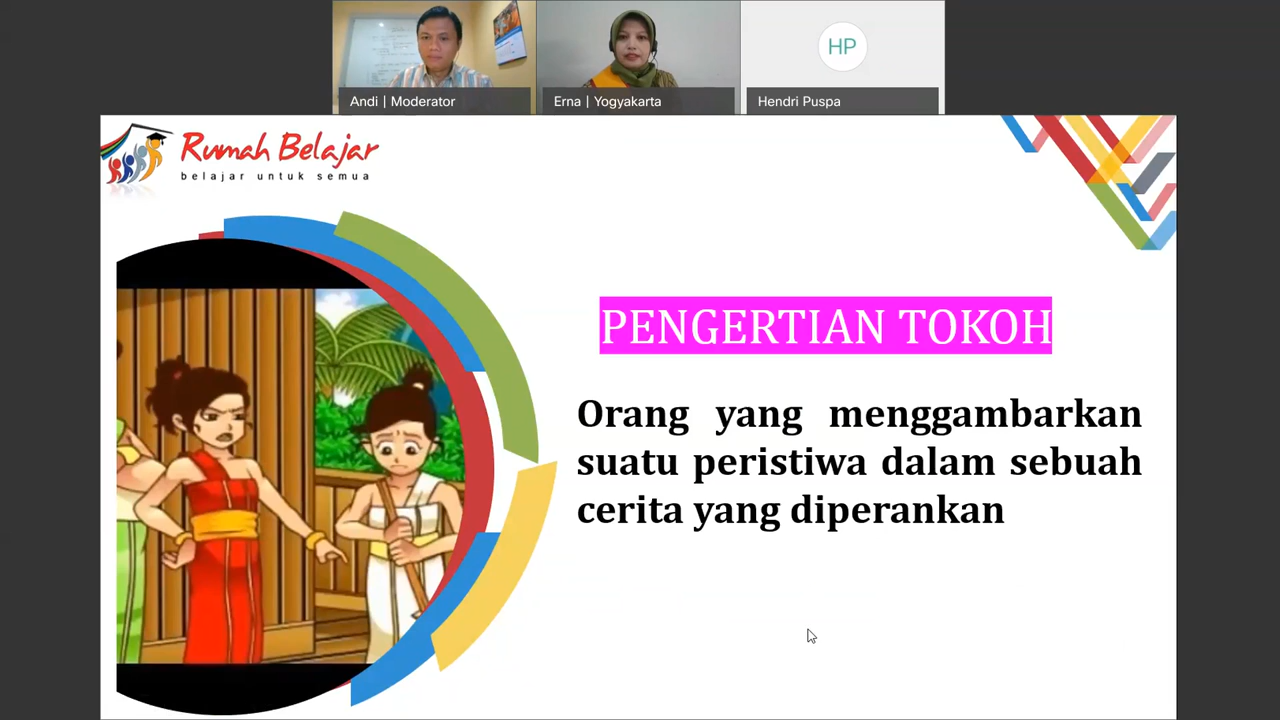 Andi | Moderator
Erna | Yogyakarta
HP
Hendri Puspa
Rumah Belajar
belajar untuk semua
PENGERTIAN TOKOH
Orang yang menggambarkan
suatu peristiwa dalam sebuah
cerita yang diperankan